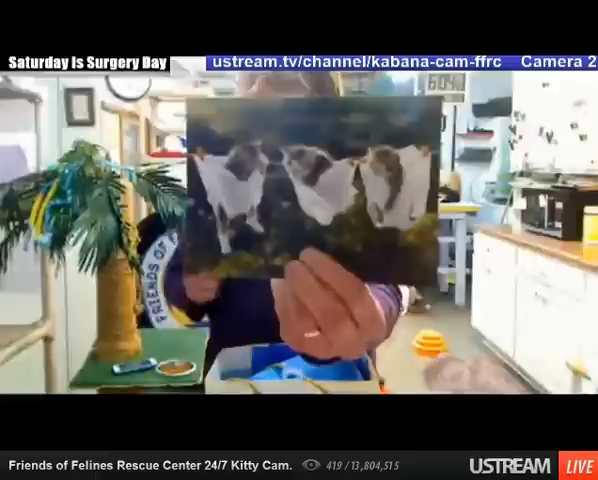 Saturday Is Surgery Day
ustream.tv/channel/kabana-cam-ffrc Camera 2
FRIENDS OF
Friends of Felines Rescue Center 24/7 Kitty Cam.
419 / 13,804,515
USTREAM
LIVE